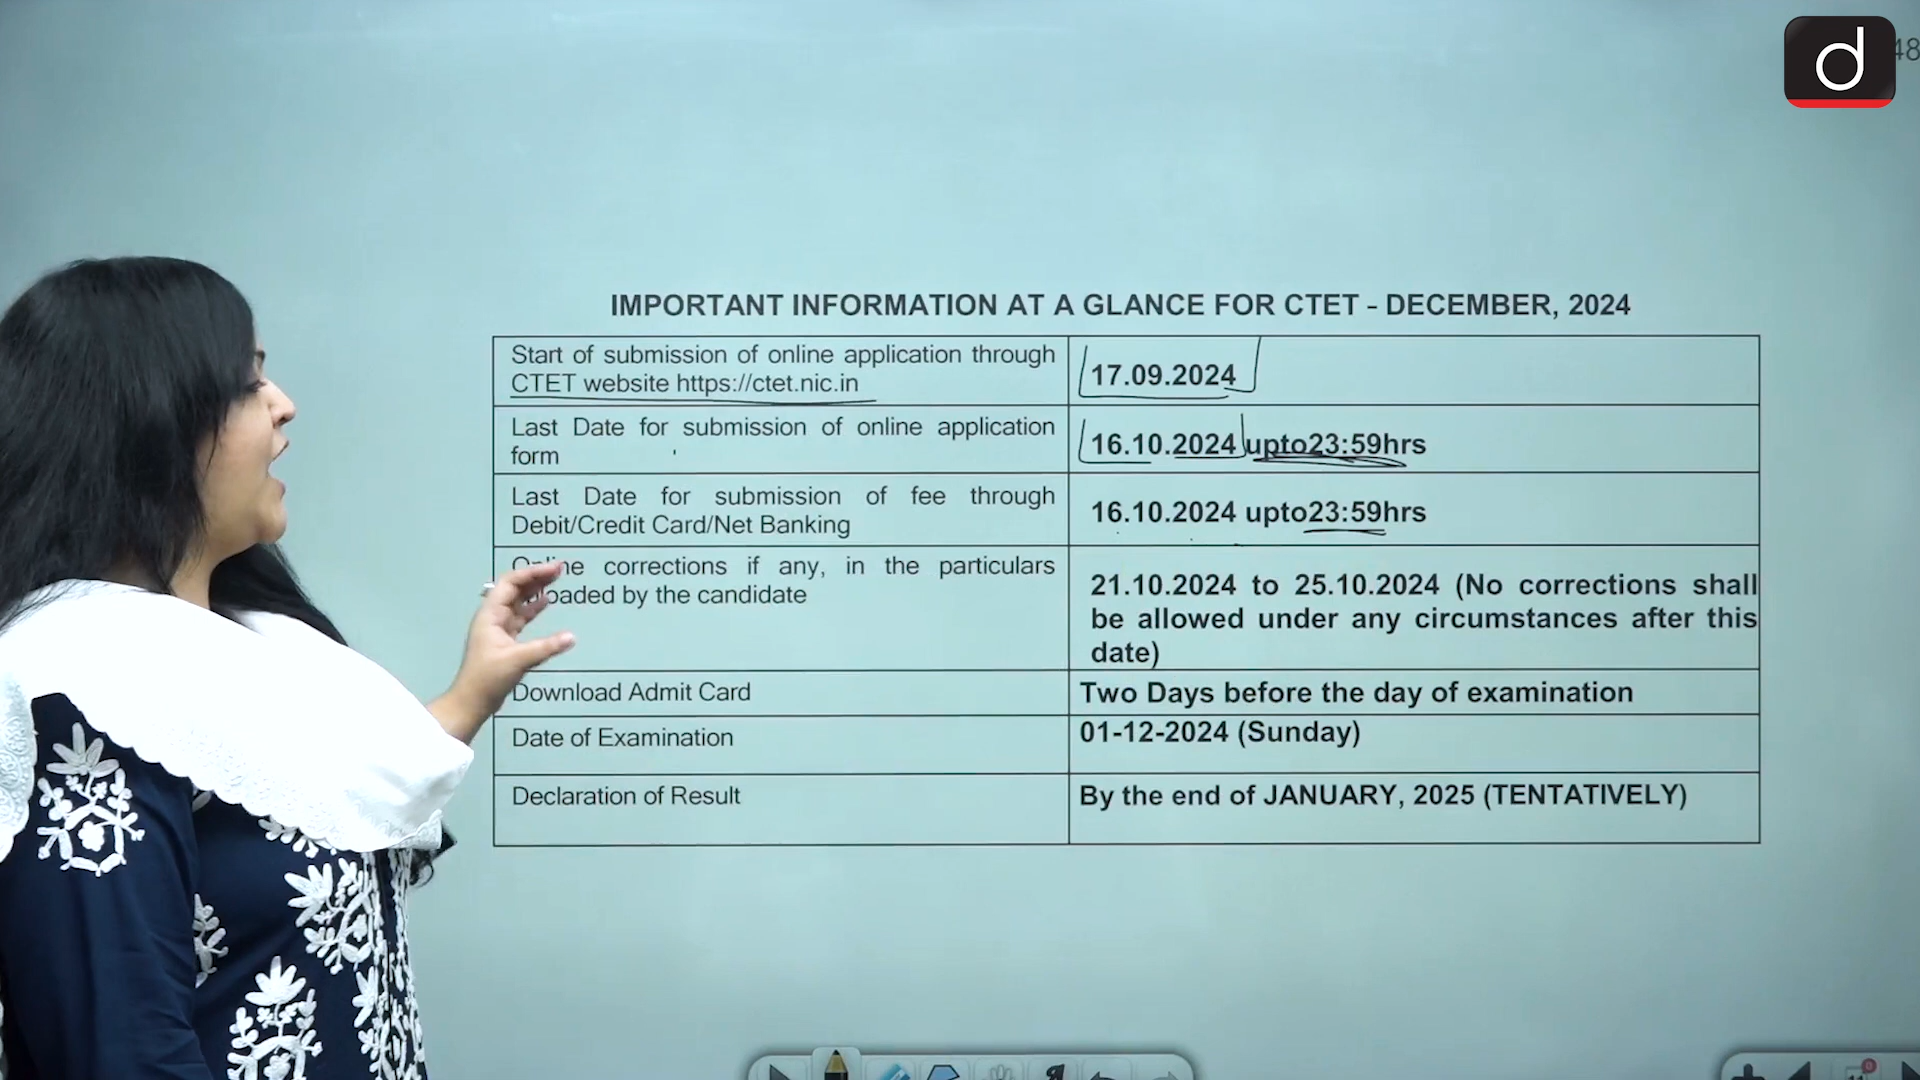 d
48
IMPORTANT INFORMATION AT A GLANCE FOR CTET - DECEMBER, 2024
Start of submission of online application through
CTET website https://ctet.nic.in
17.09.2024
Last Date for submission of online application
form
16.10.2024 upto23:59hrs
Last Date for submission of fee through
Debit/Credit Card/Net Banking
16.10.2024 upto23:59hrs
corrections if any, in the particulars
by the candidate
21.10.2024 to 25.10.2024 (No corrections shall
be allowed under any circumstances after this
date)
Download Admit Card
Two Days before the day of examination
Date of Examination
01-12-2024 (Sunday)
Declaration of Result
By the end of JANUARY, 2025 (TENTATIVELY)